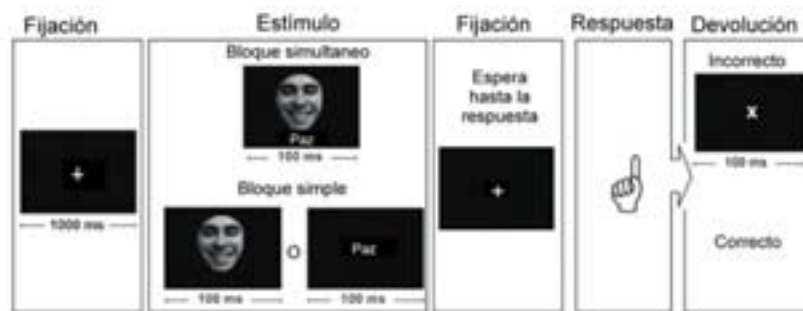 Fijación
1000 ms
Estímulo
Bloque simultaneo
Paz
100 ms
Bloque simple
O
Paz
100 ms
100 ms
Fijación
Espera
hasta la
respuesta
Respuesta
Devolución
Incorrecto
X
100 ms
Correcto